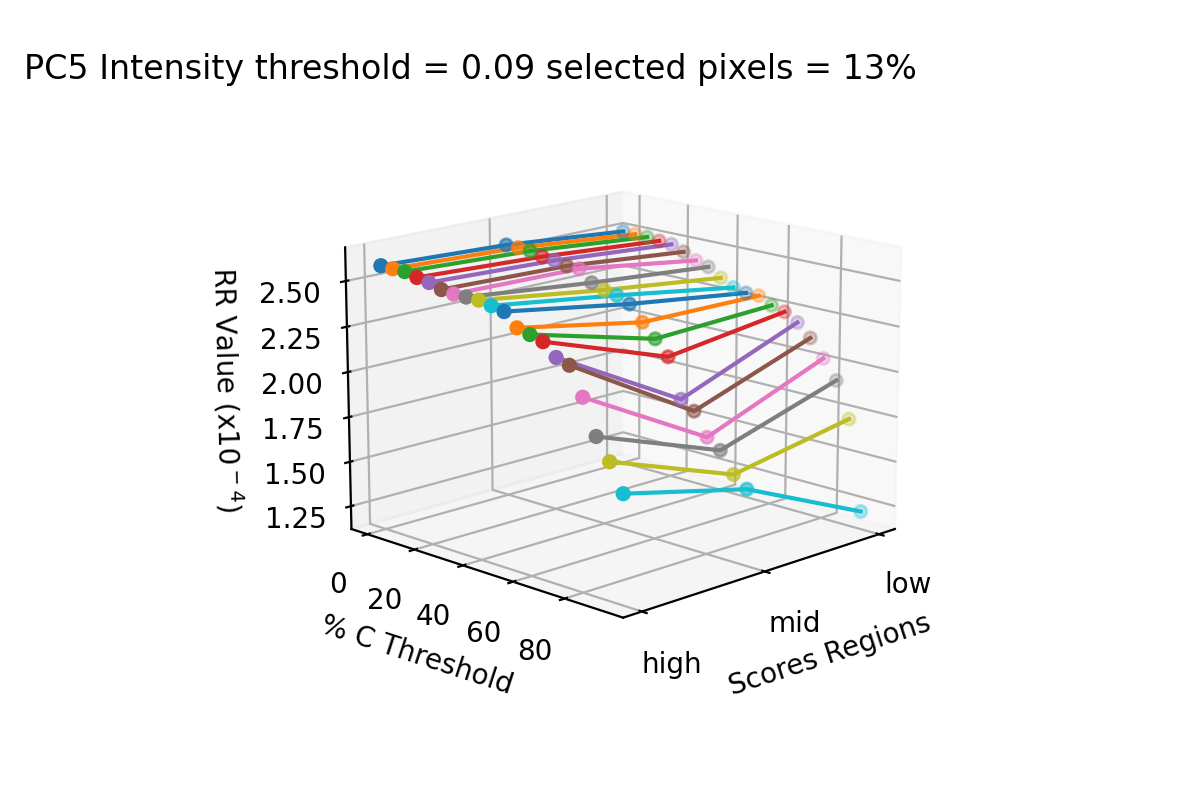 PC5 Intensity threshold = 0.09 selected pixels = 13%
RR Value (x10⁻⁴)
2.50
2.25
2.00
1.75
1.50
1.25
0
20
40
60
80
% C Threshold
high
mid
low
Scores Regions